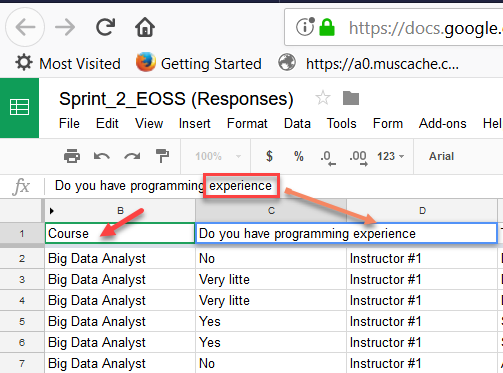 https://docs.google.
Most Visited Getting Started https://a0.muscache.c...
Sprint_2_EOSS (Responses)
File Edit View Insert Format Data Tools Form Add-ons Hel
100% $ % .0 .00 123 Arial
fx Do you have programming experience
B C D
1 Course Do you have programming experience
2 Big Data Analyst No Instructor #1
3 Big Data Analyst Very litte Instructor #1
4 Big Data Analyst Very litte Instructor #1
5 Big Data Analyst Yes Instructor #1
6 Big Data Analyst Yes Instructor #1
7 Big Data Analyst No Instructor #1